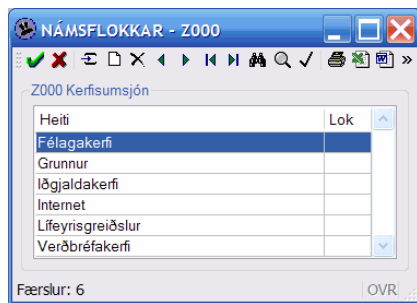 NÁMSFLOKKAR - Z000
Z000 Kerfisumsjón
Heiti Lok
Félagakerfi
Grunnur
Iðgjaldakerfi
Internet
Lífeyrisgreiðslur
Verðbréfakerfi
Færslur: 6 OVR